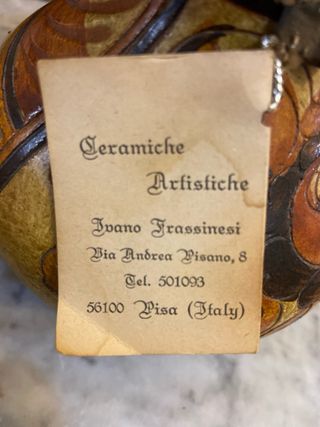 Ceramiche
Artistiche
Ivano Frassinesi
Via Andrea Pisano, 8
Tel. 501093
56100 Pisa (Italy)